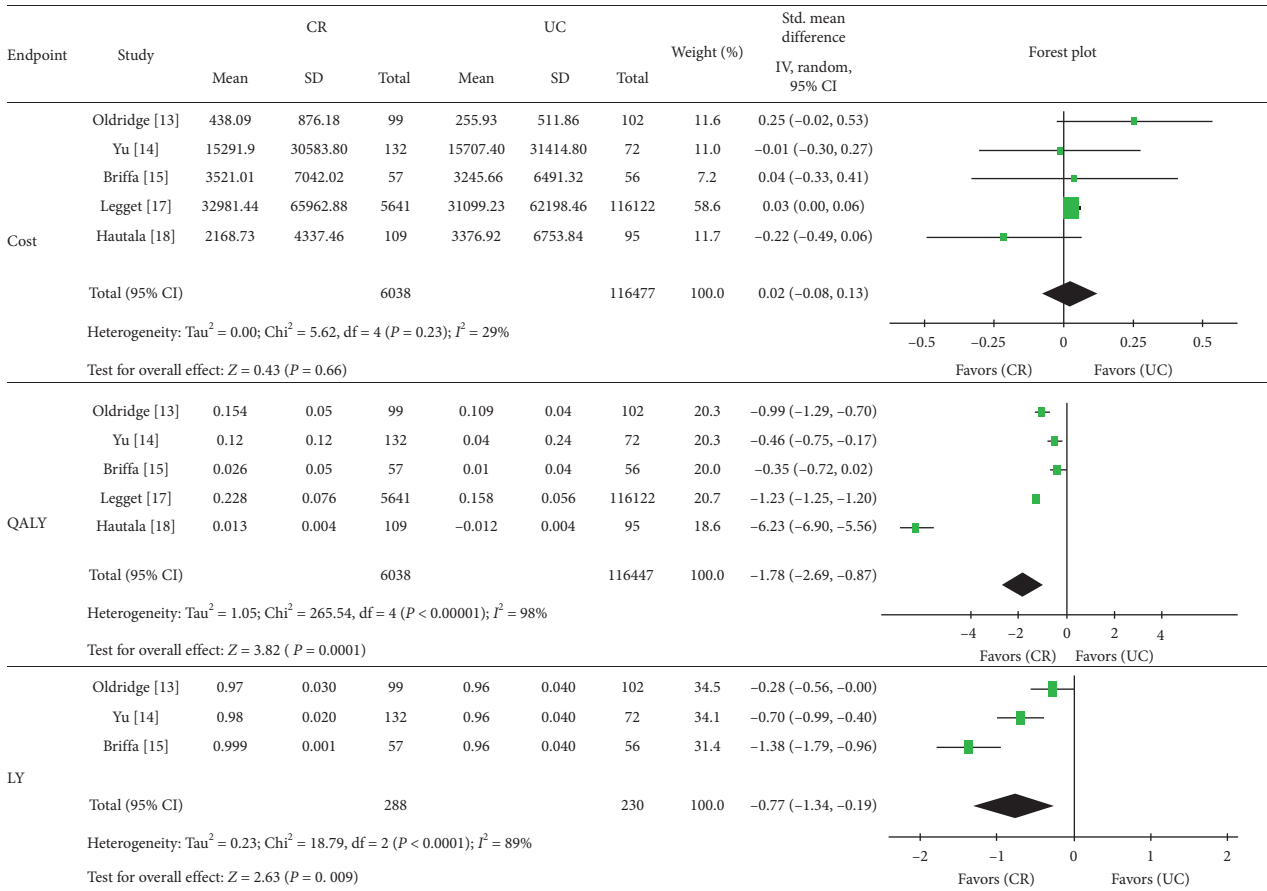 Endpoint Study CR UC Weight (%) Std. mean difference IV, random, 95% CI Forest plot
Mean SD Total Mean SD Total
Cost
Oldridge [13] 438.09 876.18 99 255.93 511.86 102 11.6 0.25 (–0.02, 0.53)
Yu [14] 15291.9 30583.80 132 15707.40 31414.80 72 11.0 –0.01 (–0.30, 0.27)
Briffa [15] 3521.01 7042.02 57 3245.66 6491.32 56 7.2 0.04 (–0.33, 0.41)
Legget [17] 32981.44 65962.88 5641 31099.23 62198.46 116122 58.6 0.03 (0.00, 0.06)
Hautala [18] 2168.73 4337.46 109 3376.92 6753.84 95 11.7 –0.22 (–0.49, 0.06)
Total (95% CI) 6038 116477 100.0 0.02 (–0.08, 0.13)
Heterogeneity: Tau² = 0.00; Chi² = 5.62, df = 4 (P = 0.23); I² = 29%
Test for overall effect: Z = 0.43 (P = 0.66)
–0.5 –0.25 0 0.25 0.5
Favors (CR) Favors (UC)
QALY
Oldridge [13] 0.154 0.05 99 0.109 0.04 102 20.3 –0.99 (–1.29, –0.70)
Yu [14] 0.12 0.12 132 0.04 0.24 72 20.3 –0.46 (–0.75, –0.17)
Briffa [15] 0.026 0.05 57 0.01 0.04 56 20.0 –0.35 (–0.72, 0.02)
Legget [17] 0.228 0.076 5641 0.158 0.056 116122 20.7 –1.23 (–1.25, –1.20)
Hautala [18] 0.013 0.004 109 –0.012 0.004 95 18.6 –6.23 (–6.90, –5.56)
Total (95% CI) 6038 116447 100.0 –1.78 (–2.69, –0.87)
Heterogeneity: Tau² = 1.05; Chi² = 265.54, df = 4 (P < 0.00001); I² = 98%
Test for overall effect: Z = 3.82 ( P = 0.0001)
–4 –2 0 2 4
Favors (CR) Favors (UC)
LY
Oldridge [13] 0.97 0.030 99 0.96 0.040 102 34.5 –0.28 (–0.56, –0.00)
Yu [14] 0.98 0.020 132 0.96 0.040 72 34.1 –0.70 (–0.99, –0.40)
Briffa [15] 0.999 0.001 57 0.96 0.040 56 31.4 –1.38 (–1.79, –0.96)
Total (95% CI) 288 230 100.0 –0.77 (–1.34, –0.19)
Heterogeneity: Tau² = 0.23; Chi² = 18.79, df = 2 (P < 0.0001); I² = 89%
Test for overall effect: Z = 2.63 (P = 0. 009)
–2 –1 0 1 2
Favors (CR) Favors (UC)